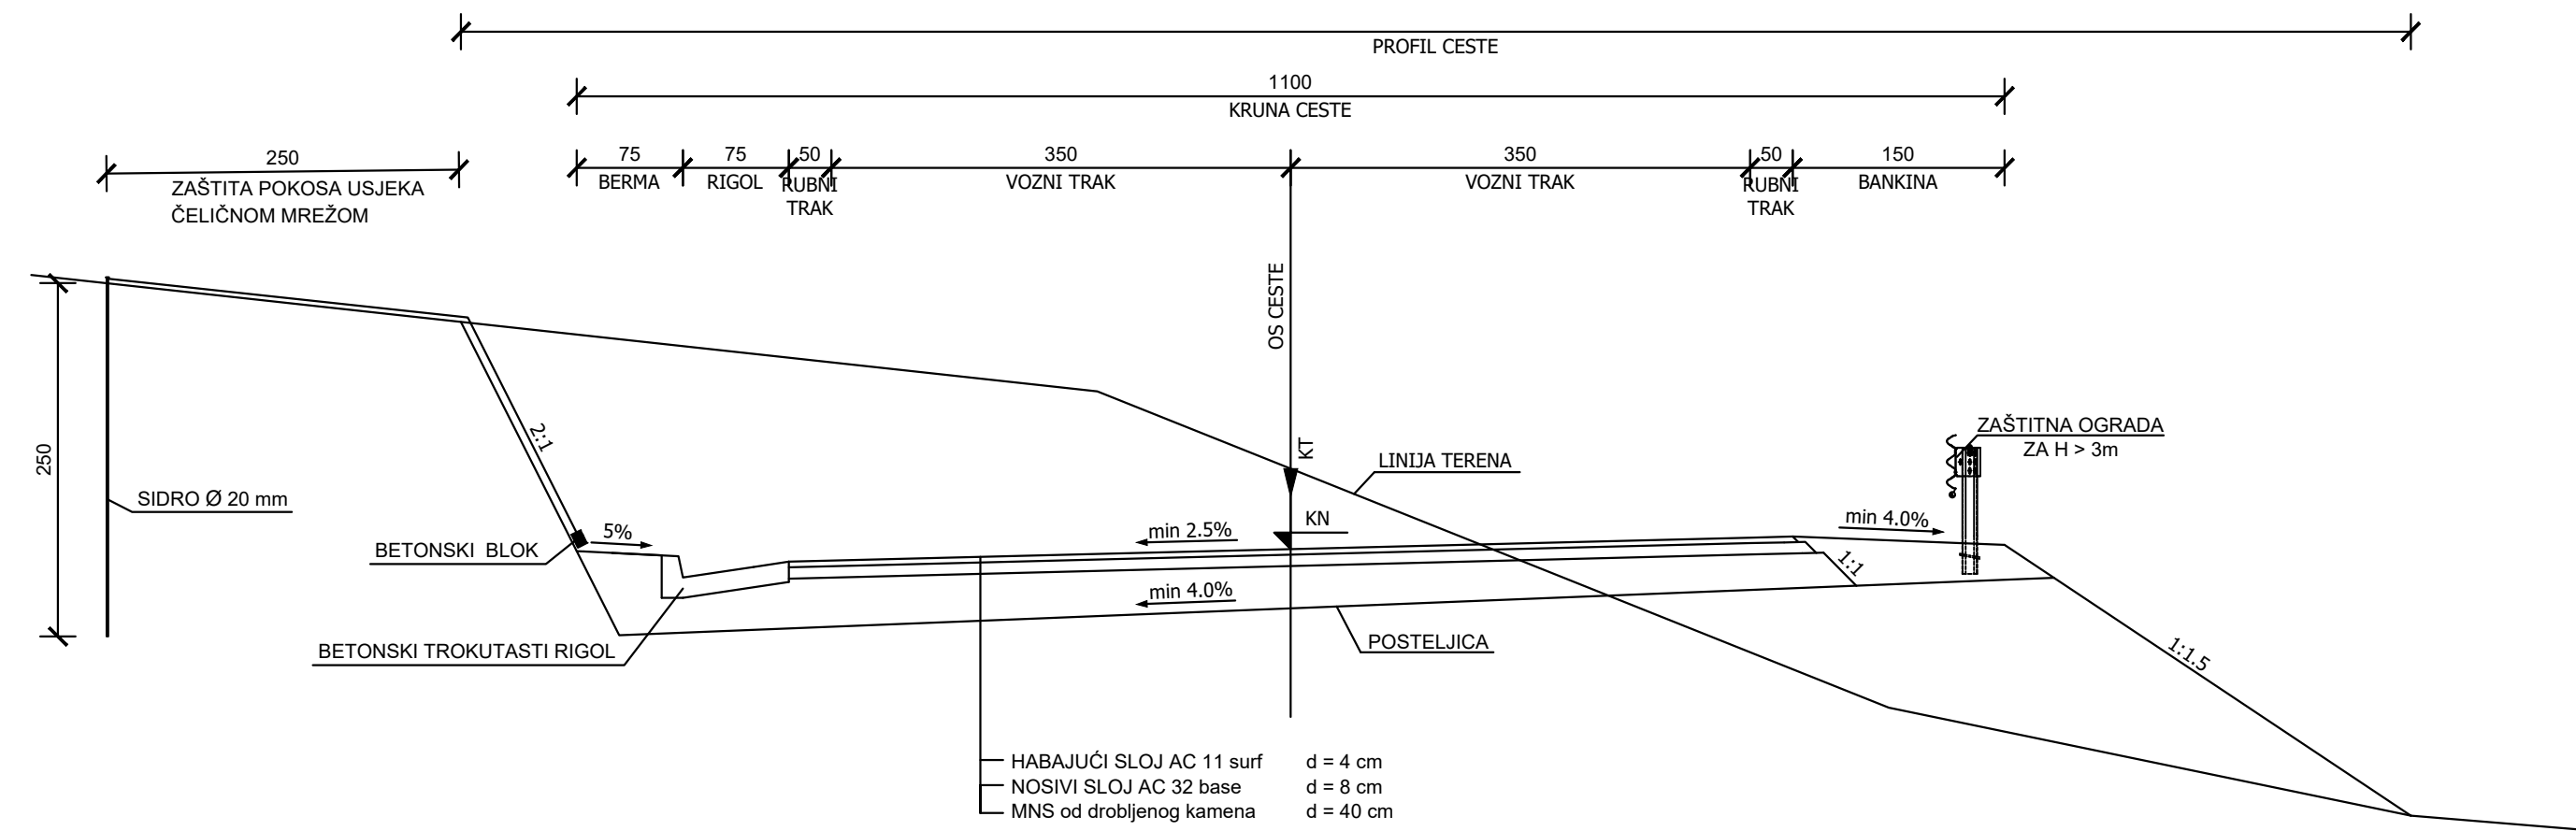 PROFIL CESTE
1100
KRUNA CESTE
250
ZAŠTITA POKOSA USJEKA
ČELIČNOM MREŽOM
75
BERMA
75
RIGOL
50
RUBNI
TRAK
350
VOZNI TRAK
350
VOZNI TRAK
50
RUBNI
TRAK
150
BANKINA
OS CESTE
2:1
KT
LINIJA TERENA
ZAŠTITNA OGRADA
ZA H > 3m
250
SIDRO Ø 20 mm
5%
min 2.5%
KN
min 4.0%
BETONSKI BLOK
1:1
min 4.0%
BETONSKI TROKUTASTI RIGOL
POSTELJICA
1:1.5
HABAJUĆI SLOJ AC 11 surf d = 4 cm
NOSIVI SLOJ AC 32 base d = 8 cm
MNS od drobljenog kamena d = 40 cm